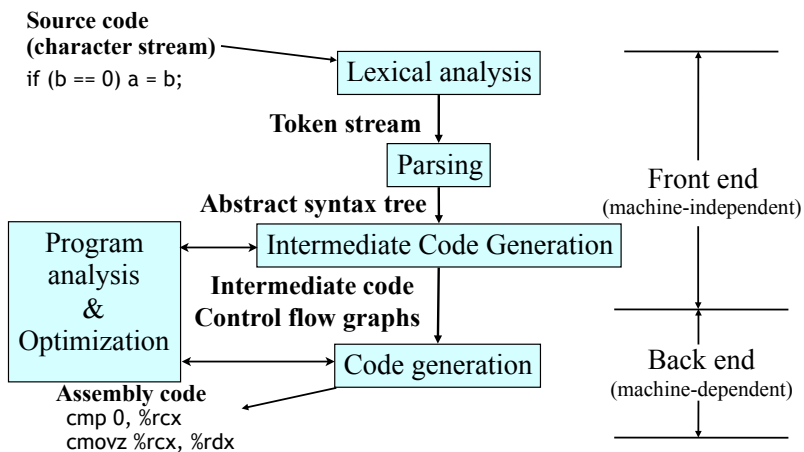 Source code
(character stream)
if (b == 0) a = b;
Lexical analysis
Token stream
Parsing
Abstract syntax tree
Intermediate Code Generation
Intermediate code
Control flow graphs
Code generation
Program
analysis
&
Optimization
Assembly code
cmp 0, %rcx
cmovz %rcx, %rdx
Front end
(machine-independent)
Back end
(machine-dependent)